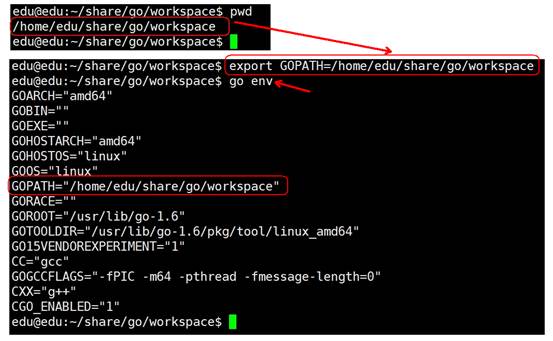 edu@edu:~/share/go/workspace$ pwd
/home/edu/share/go/workspace
edu@edu:~/share/go/workspace$
edu@edu:~/share/go/workspace$ export GOPATH=/home/edu/share/go/workspace
edu@edu:~/share/go/workspace$ go env
GOARCH="amd64"
GOBIN=""
GOEXE=""
GOHOSTARCH="amd64"
GOHOSTOS="linux"
GOOS="linux"
GOPATH="/home/edu/share/go/workspace"
GORACE=""
GOROOT="/usr/lib/go-1.6"
GOTOOLDIR="/usr/lib/go-1.6/pkg/tool/linux_amd64"
GO15VENDOREXPERIMENT="1"
CC="gcc"
GOGCCFLAGS="-fPIC -m64 -pthread -fmessage-length=0"
CXX="g++"
CGO_ENABLED="1"
edu@edu:~/share/go/workspace$